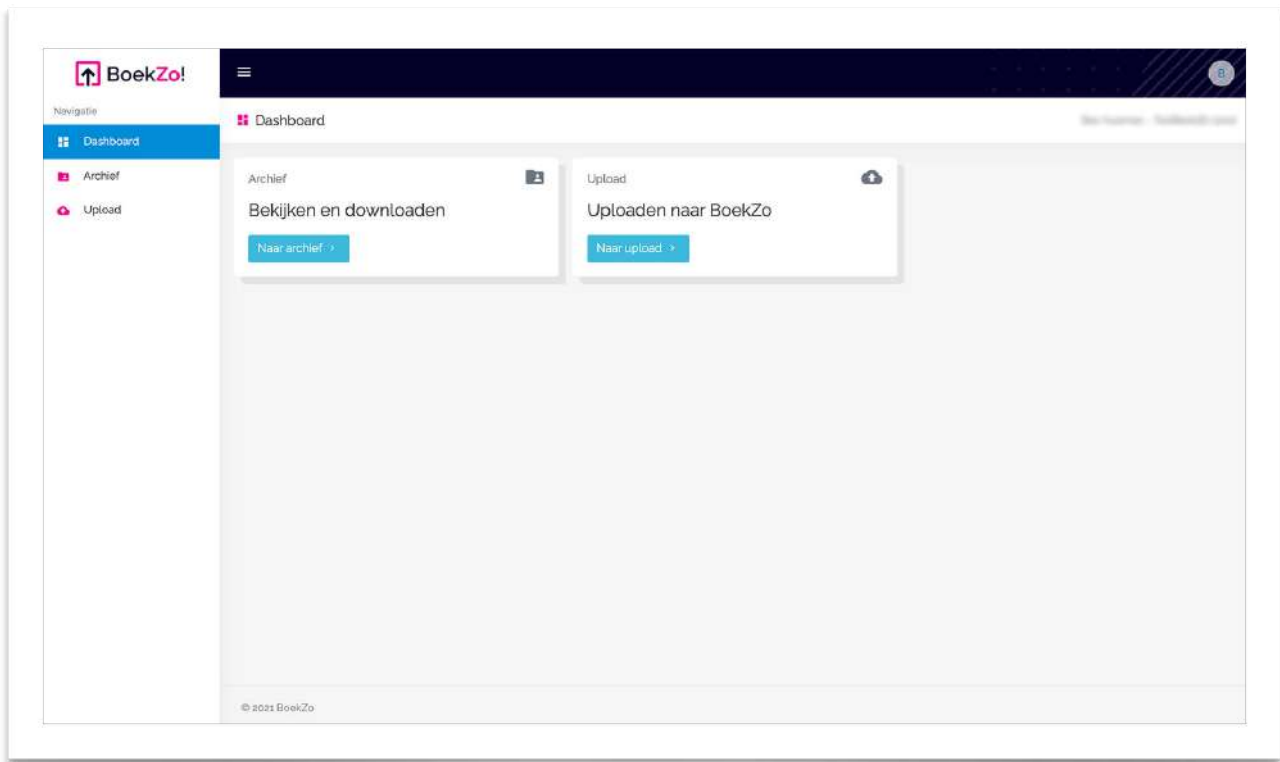 BoekZo!
Navigatie
Dashboard
Archief
Upload
B
Dashboard
Archief
Bekijken en downloaden
Naar archief >
Upload
Uploaden naar BoekZo
Naar upload >
© 2021 BoekZo